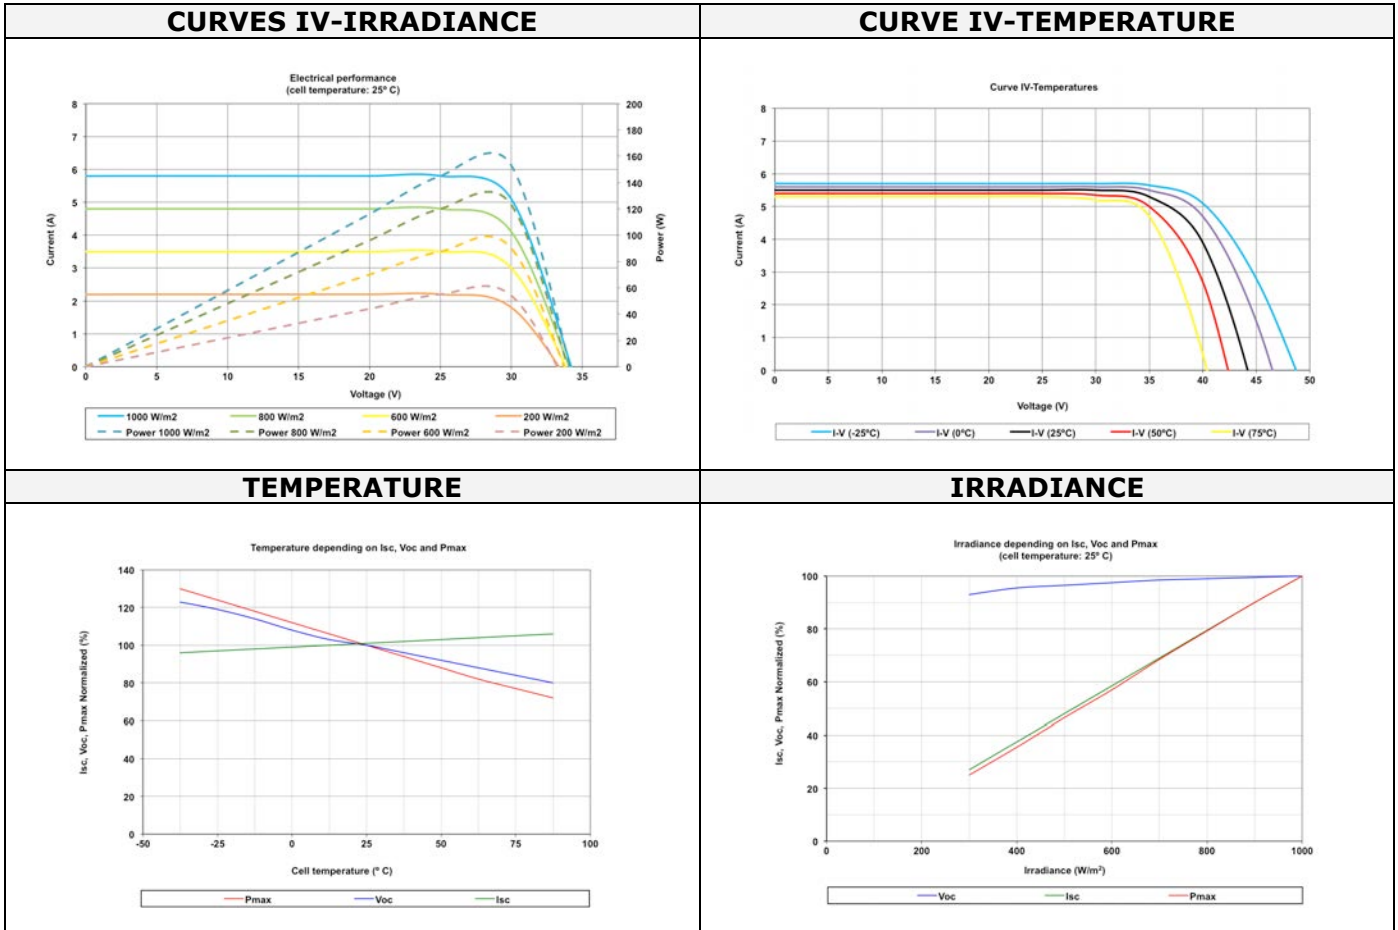 CURVES IV-IRRADIANCE
CURVE IV-TEMPERATURE
Electrical performance
(cell temperature: 25º C)
8
7
6
5
4
3
2
1
0
Current (A)
200
180
160
140
120
100
80
60
40
20
0
Power (W)
0 5 10 15 20 25 30 35
Voltage (V)
1000 W/m2 800 W/m2 600 W/m2 200 W/m2
Power 1000 W/m2 Power 800 W/m2 Power 600 W/m2 Power 200 W/m2
Curve IV-Temperatures
8
7
6
5
4
3
2
1
0
Current (A)
0 5 10 15 20 25 30 35 40 45 50
Voltage (V)
I-V (-25ºC) I-V (0ºC) I-V (25ºC) I-V (50ºC) I-V (75ºC)
TEMPERATURE
IRRADIANCE
Temperature depending on Isc, Voc and Pmax
140
120
100
80
60
40
20
0
Isc, Voc, Pmax Normalized (%)
-50 -25 0 25 50 75 100
Cell temperature (º C)
Pmax Voc Isc
Irradiance depending on Isc, Voc and Pmax
(cell temperature: 25º C)
100
80
60
40
20
0
Isc, Voc, Pmax Normalized (%)
0 200 400 600 800 1000
Irradiance (W/m²)
Voc Isc Pmax